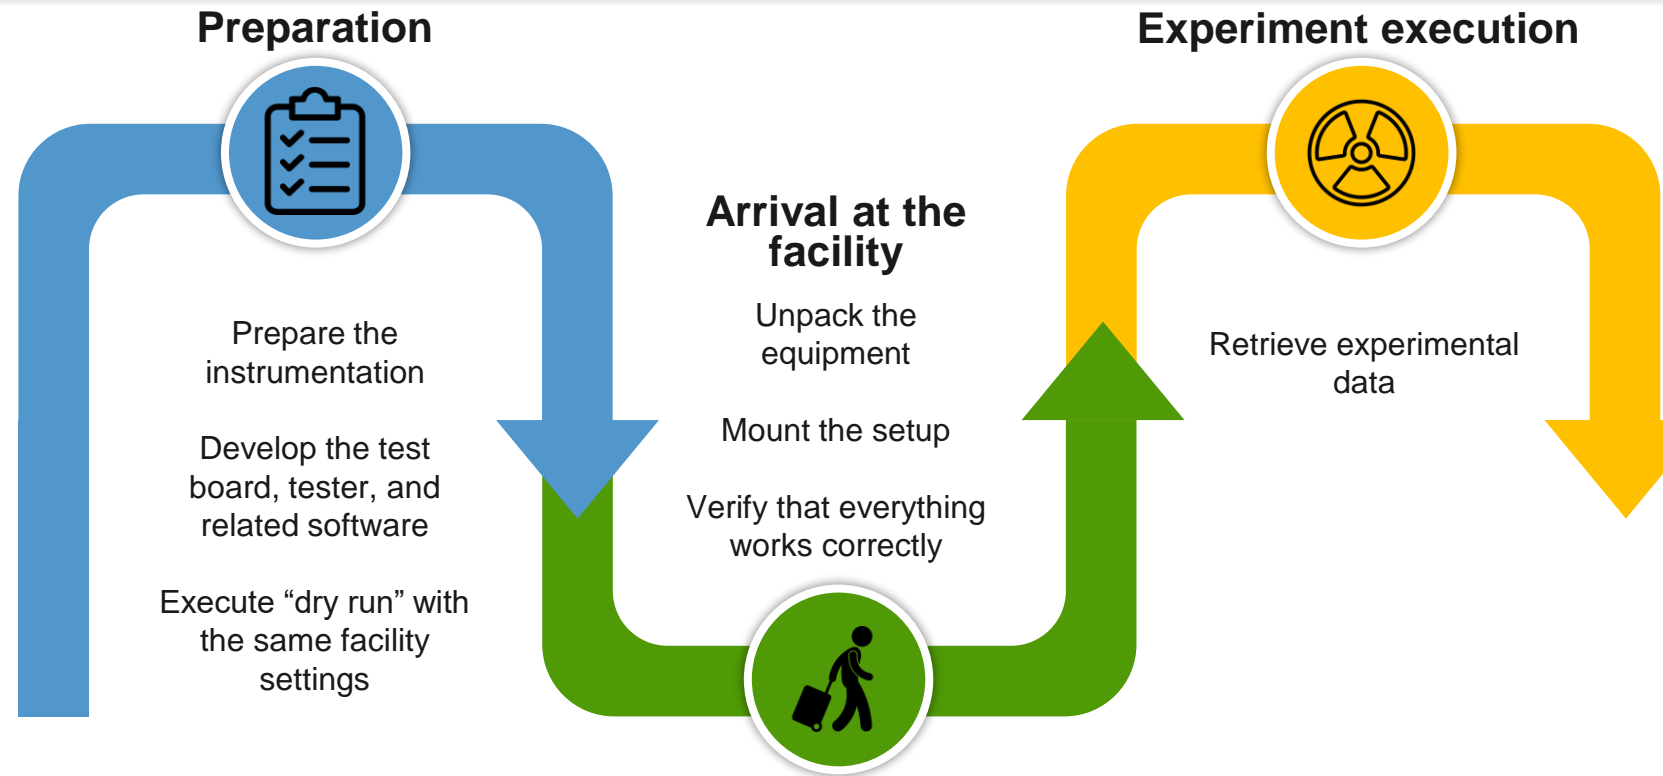 Preparation
Prepare the
instrumentation
Develop the test
board, tester, and
related software
Execute “dry run” with
the same facility
settings
Arrival at the
facility
Unpack the
equipment
Mount the setup
Verify that everything
works correctly
Experiment execution
Retrieve experimental
data